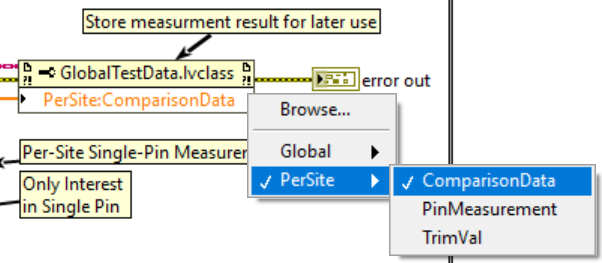 Store measurment result for later use
GlobalTestData.lvclass
PerSite:ComparisonData
error out
Browse...
Global
PerSite
ComparisonData
PinMeasurement
TrimVal
Per-Site Single-Pin
Only Interest
in Single Pin